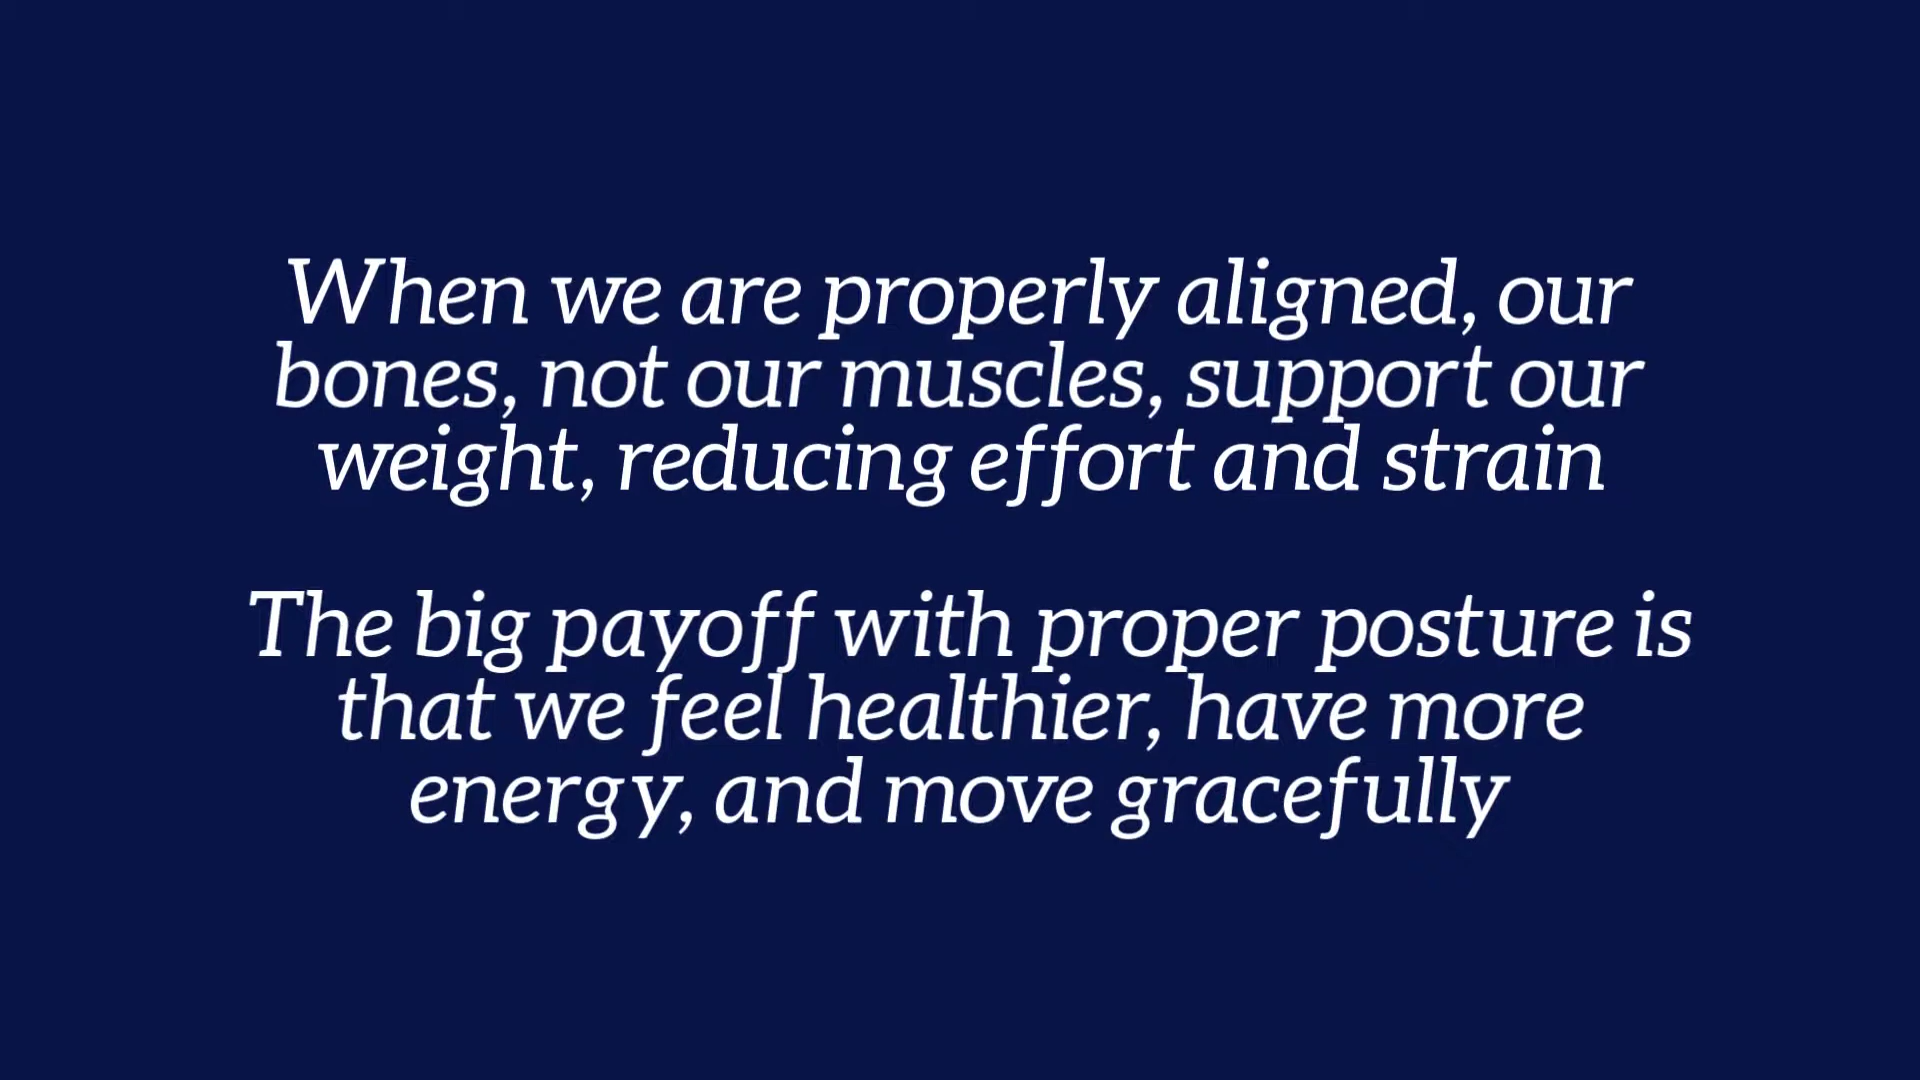 When we are properly aligned, our
bones, not our muscles, support our
weight, reducing effort and strain
The big payoff with proper posture is
that we feel healthier, have more
energy, and move gracefully